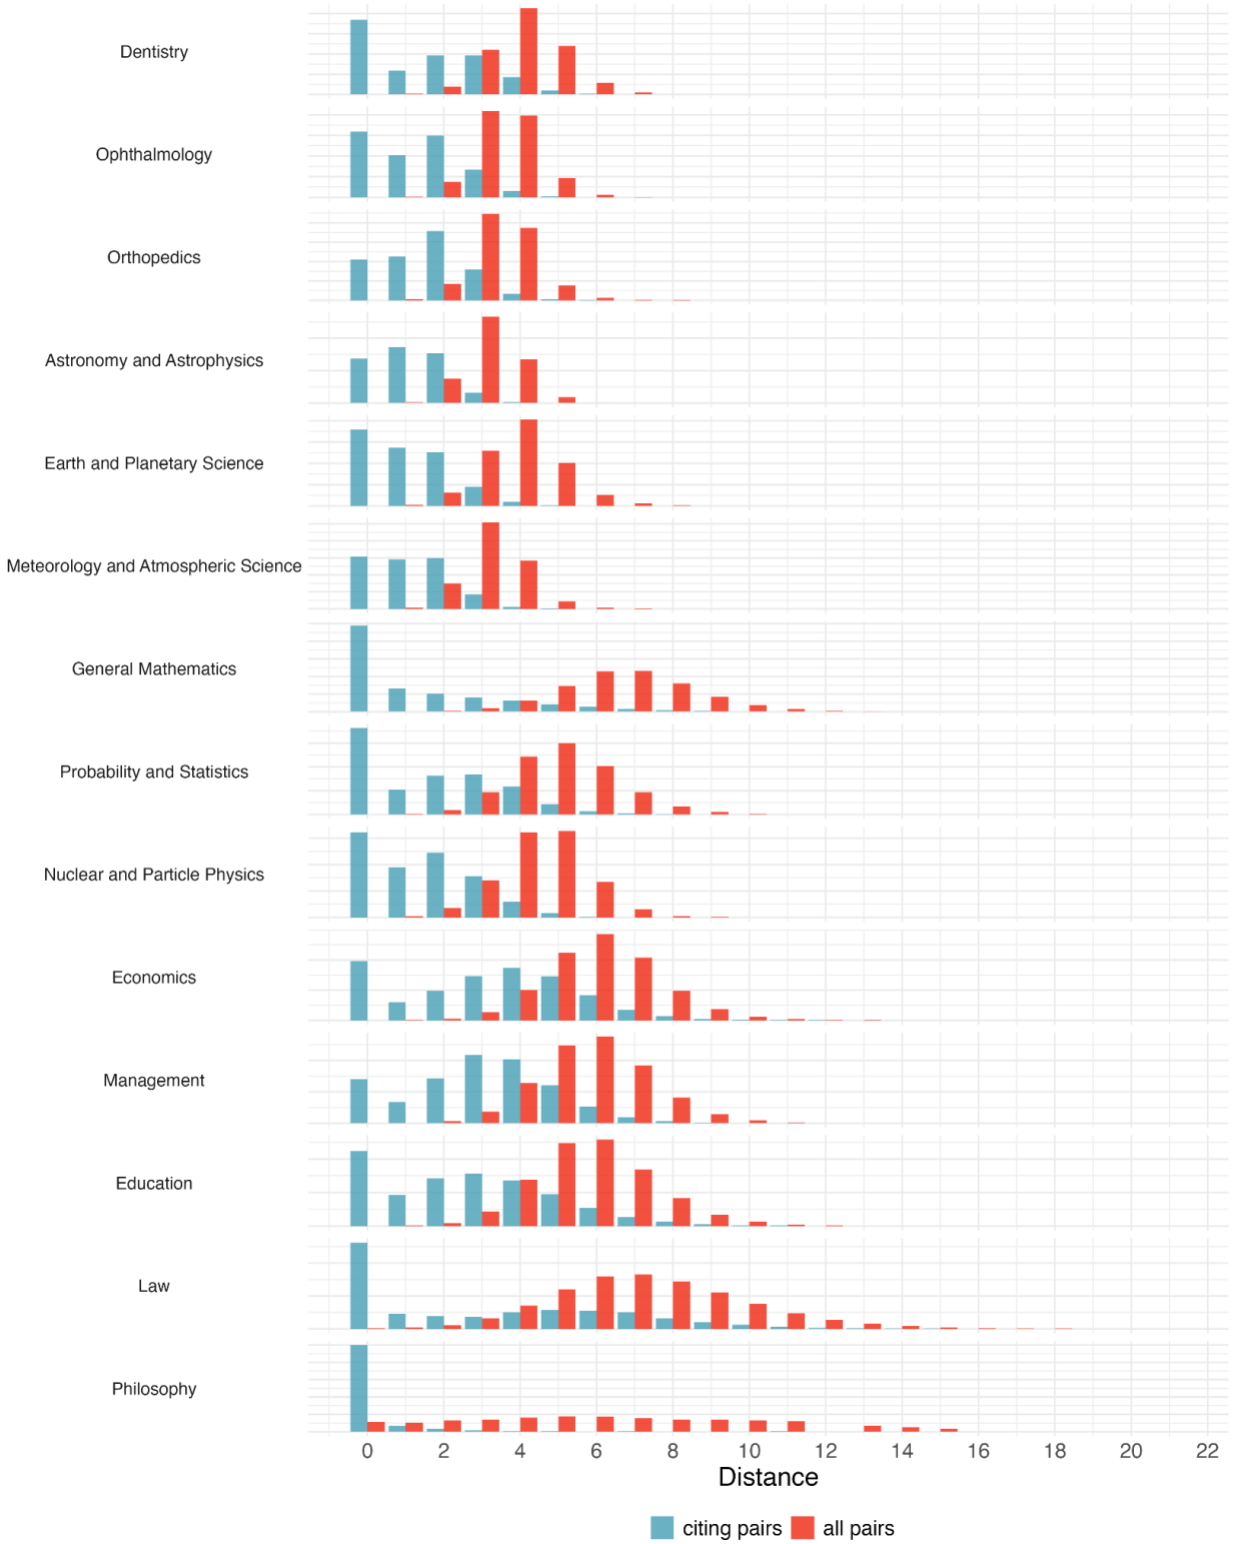 Dentistry
Ophthalmology
Orthopedics
Astronomy and Astrophysics
Earth and Planetary Science
Meteorology and Atmospheric Science
General Mathematics
Probability and Statistics
Nuclear and Particle Physics
Economics
Management
Education
Law
Philosophy
0 2 4 6 8 10 12 14 16 18 20 22
Distance
citing pairs all pairs